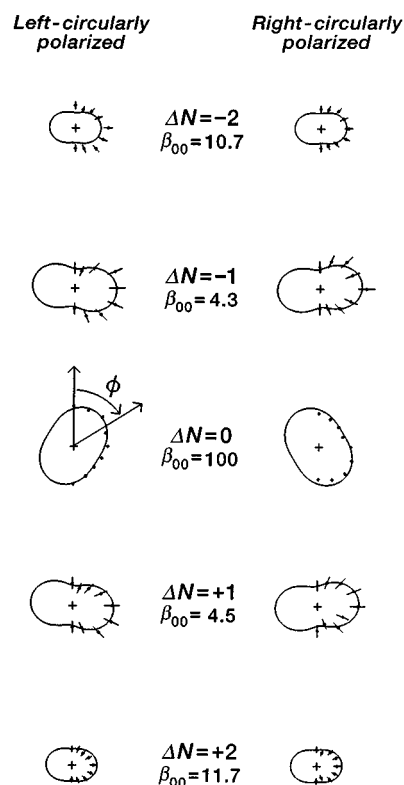 Left-circularly
polarized
Right-circularly
polarized
ΔN=-2
β₀₀=10.7
ΔN=-1
β₀₀=4.3
ϕ
ΔN=0
β₀₀=100
ΔN=+1
β₀₀=4.5
ΔN=+2
β₀₀=11.7